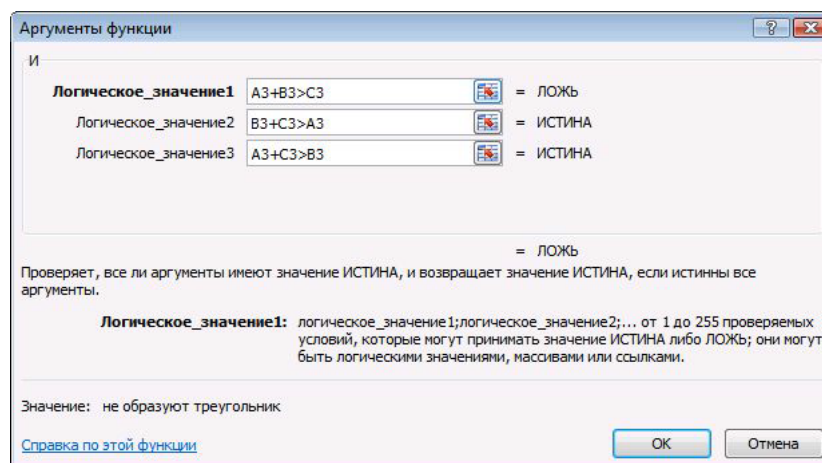 Аргументы функции
И
Логическое_значение1 A3+B3>C3 = ЛОЖЬ
Логическое_значение2 B3+C3>A3 = ИСТИНА
Логическое_значение3 A3+C3>B3 = ИСТИНА
= ЛОЖЬ
Проверяет, все ли аргументы имеют значение ИСТИНА, и возвращает значение ИСТИНА, если истинны все
аргументы.
Логическое_значение1: логическое_значение1;логическое_значение2;... от 1 до 255 проверяемых
условий, которые могут принимать значение ИСТИНА либо ЛОЖЬ; они могут
быть логическими значениями, массивами или ссылками.
Значение: не образуют треугольник
Справка по этой функции ОК Отмена